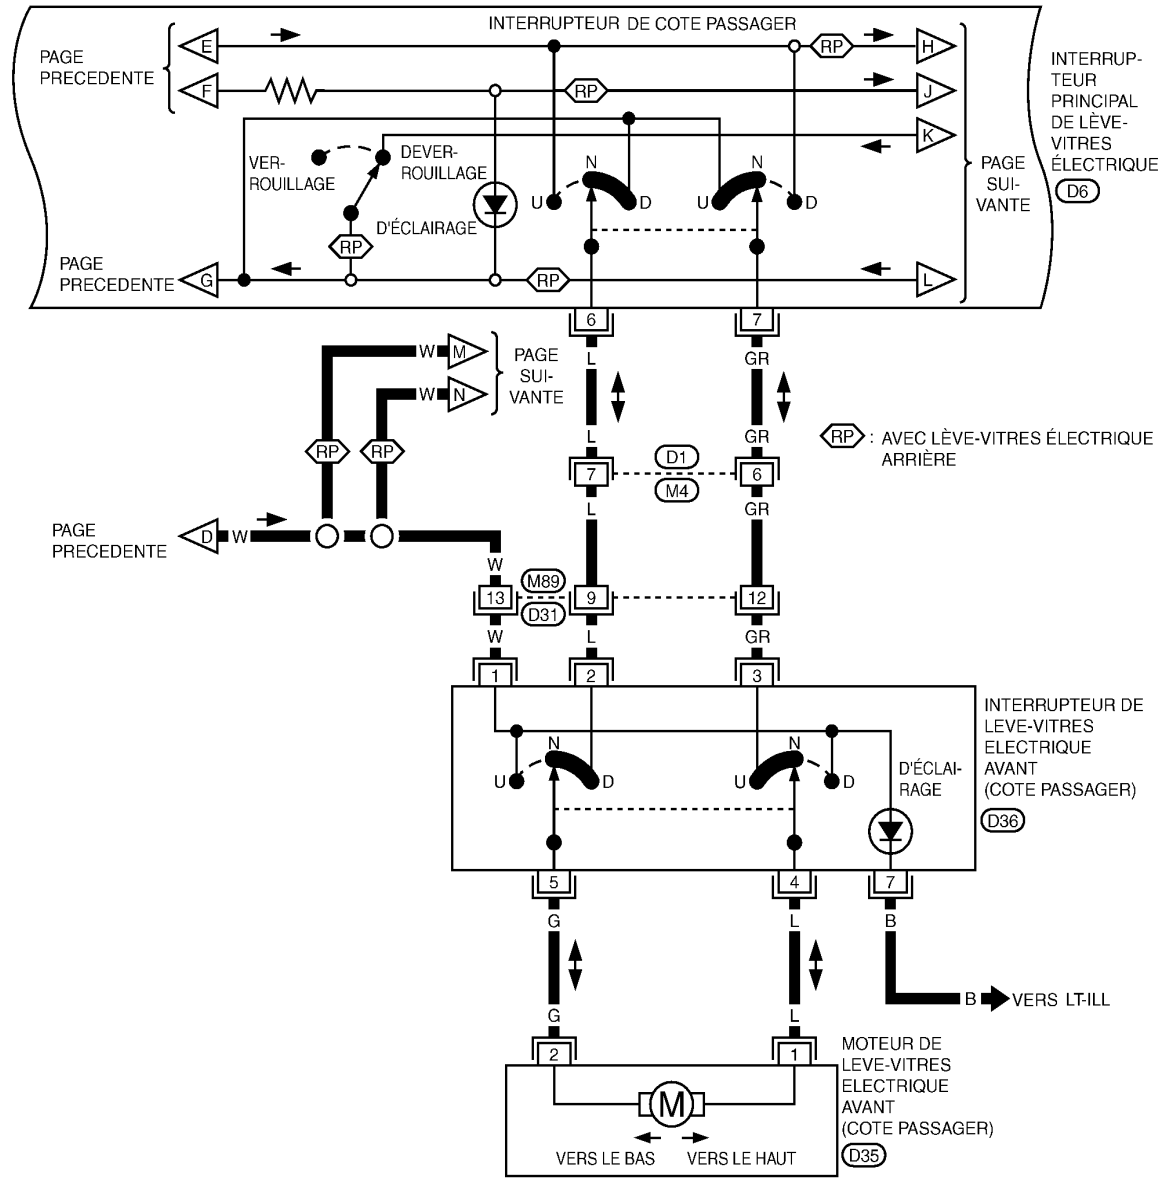 INTERRUPTEUR DE COTE PASSAGER
PAGE
PRECEDENTE
E
RP
H
F
RP
J
K
INTERRUP-
TEUR
PRINCIPAL
DE LÈVE-
VITRES
ÉLECTRIQUE
D6
VER-
ROUILLAGE
DEVER-
ROUILLAGE
N
N
U
D
U
D
PAGE
SUI-
VANTE
D'ÉCLAIRAGE
RP
PAGE
PRECEDENTE
G
RP
L
6
7
W
M
W
N
PAGE
SUI-
VANTE
L
GR
RP
RP
L
GR
RP : AVEC LÈVE-VITRES ÉLECTRIQUE
ARRIÈRE
7
D1
M4
6
L
GR
PAGE
PRECEDENTE
D
W
W
13
M89
D31
9
12
W
L
GR
1
2
3
INTERRUPTEUR DE
LEVE-VITRES
ELECTRIQUE
AVANT
(COTE PASSAGER)
D36
N
N
U
D
U
D
D'ÉCLAI-
RAGE
5
4
7
G
L
B
G
L
B
VERS LT-ILL
2
1
MOTEUR DE
LEVE-VITRES
ELECTRIQUE
AVANT
(COTE PASSAGER)
D35
M
VERS LE BAS
VERS LE HAUT